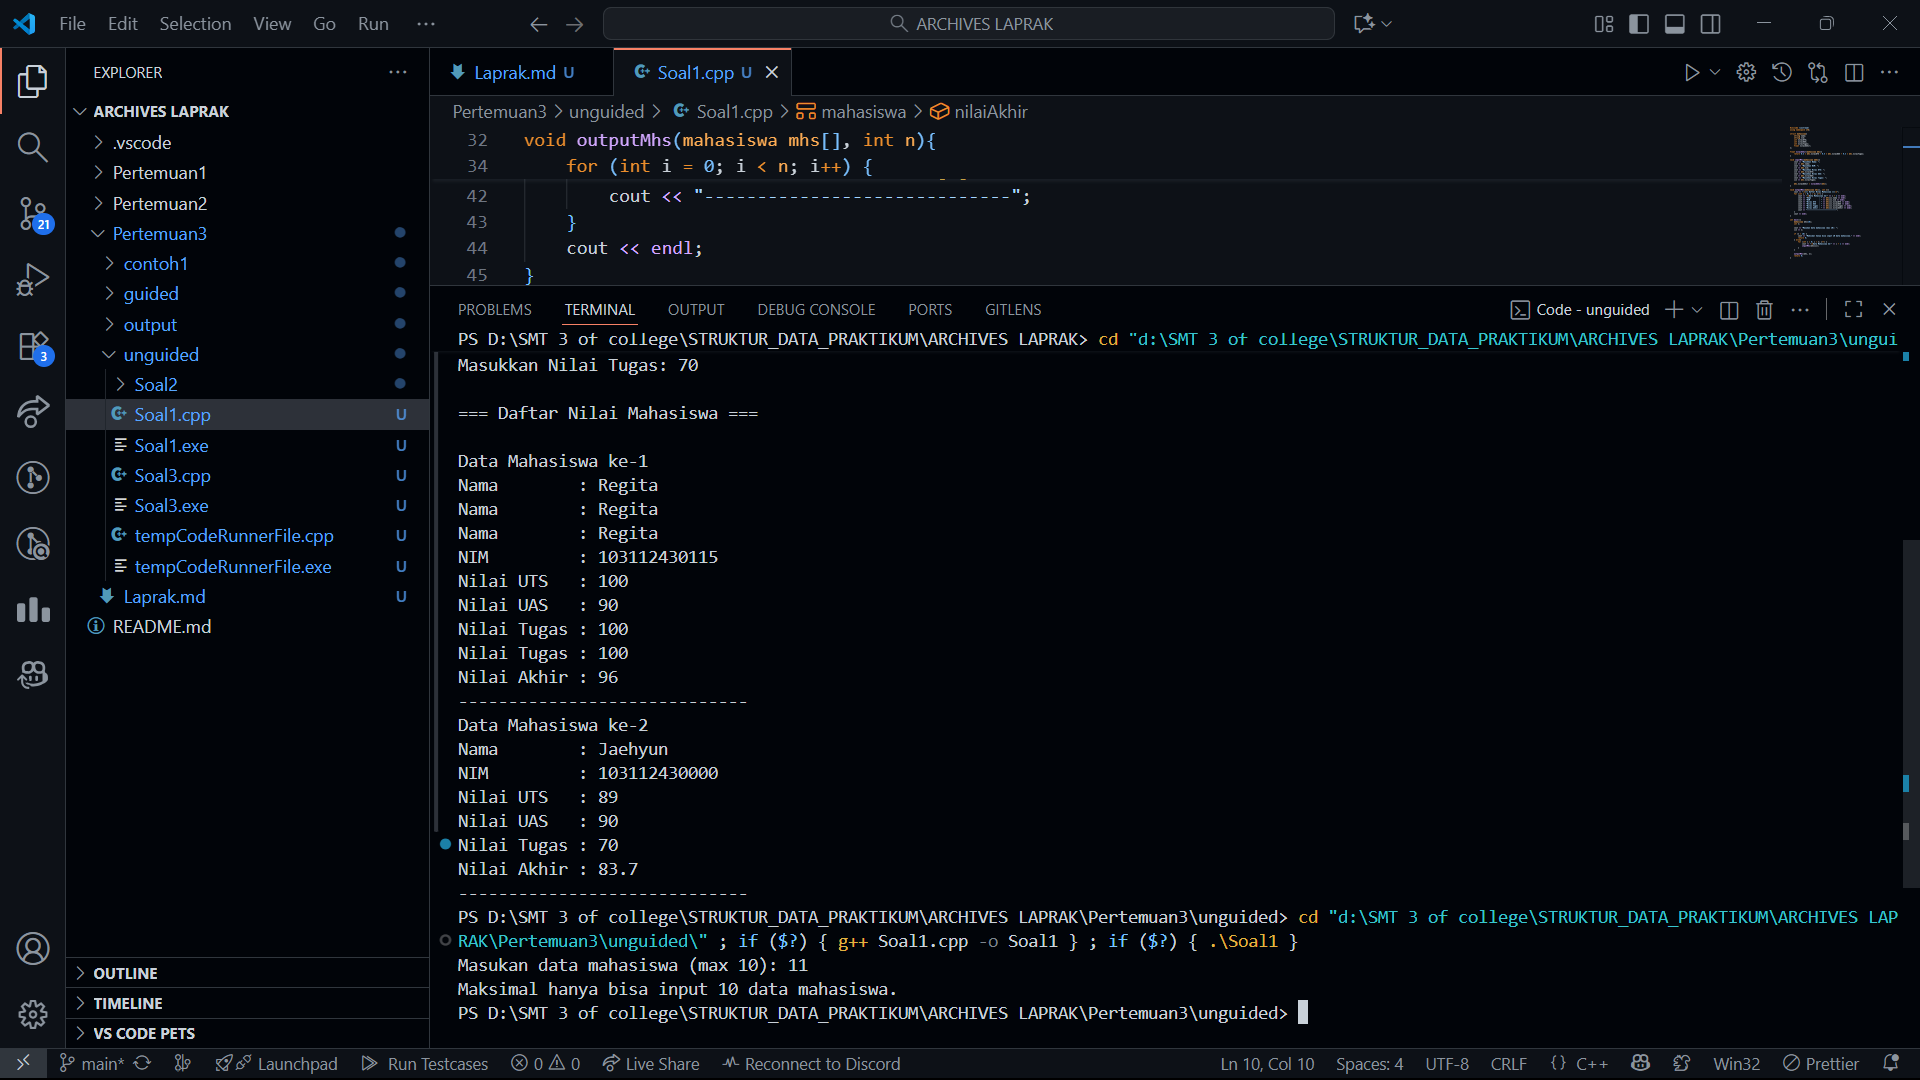 File Edit Selection View Go Run ··· ARCHIVES LAPRAK
EXPLORER
ARCHIVES LAPRAK
.vscode
Pertemuan1
Pertemuan2
Pertemuan3
contoh1
guided
output
unguided
Soal2
Soal1.cpp U
Soal1.exe U
Soal3.cpp U
Soal3.exe U
tempCodeRunnerFile.cpp U
tempCodeRunnerFile.exe U
Laprak.md U
README.md
OUTLINE
TIMELINE
VS CODE PETS
21
3
Laprak.md U Soal1.cpp U
Pertemuan3 > unguided > Soal1.cpp > mahasiswa > nilaiAkhir
32 void outputMhs(mahasiswa mhs[], int n){
34 for (int i = 0; i < n; i++) {
42 cout << "-----------------------------";
43 }
44 cout << endl;
45 }
PROBLEMS TERMINAL OUTPUT DEBUG CONSOLE PORTS GITLENS Code - unguided
PS D:\SMT 3 of college\STRUKTUR_DATA_PRAKTIKUM\ARCHIVES LAPRAK> cd "d:\SMT 3 of college\STRUKTUR_DATA_PRAKTIKUM\ARCHIVES LAPRAK\Pertemuan3\ungui
Masukkan Nilai Tugas: 70
=== Daftar Nilai Mahasiswa ===
Data Mahasiswa ke-1
Nama : Regita
Nama : Regita
Nama : Regita
NIM : 103112430115
Nilai UTS : 100
Nilai UAS : 90
Nilai Tugas : 100
Nilai Tugas : 100
Nilai Akhir : 96
-----------------------------
Data Mahasiswa ke-2
Nama : Jaehyun
NIM : 103112430000
Nilai UTS : 89
Nilai UAS : 90
Nilai Tugas : 70
Nilai Akhir : 83.7
-----------------------------
PS D:\SMT 3 of college\STRUKTUR_DATA_PRAKTIKUM\ARCHIVES LAPRAK\Pertemuan3\unguided> cd "d:\SMT 3 of college\STRUKTUR_DATA_PRAKTIKUM\ARCHIVES LAP
RAK\Pertemuan3\unguided\" ; if ($?) { g++ Soal1.cpp -o Soal1 } ; if ($?) { .\Soal1 }
Masukan data mahasiswa (max 10): 11
Maksimal hanya bisa input 10 data mahasiswa.
PS D:\SMT 3 of college\STRUKTUR_DATA_PRAKTIKUM\ARCHIVES LAPRAK\Pertemuan3\unguided>
main* Launchpad Run Testcases 0 0 Live Share Reconnect to Discord Ln 10, Col 10 Spaces: 4 UTF-8 CRLF {} C++ Win32 Prettier